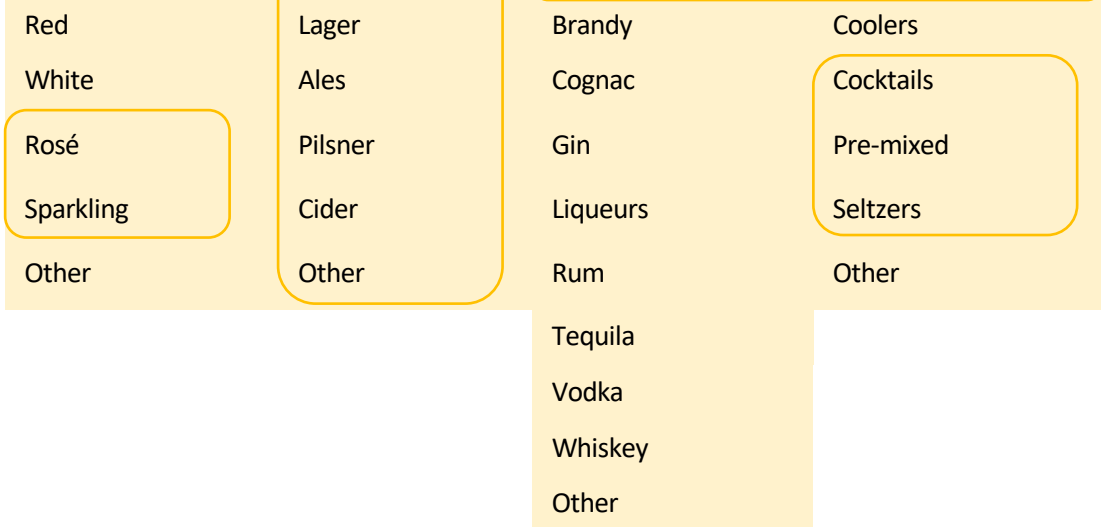 Red Lager Brandy Coolers
White Ales Cognac Cocktails
Rosé Pilsner Gin Pre-mixed
Sparkling Cider Liqueurs Seltzers
Other Other Rum Other
Tequila
Vodka
Whiskey
Other